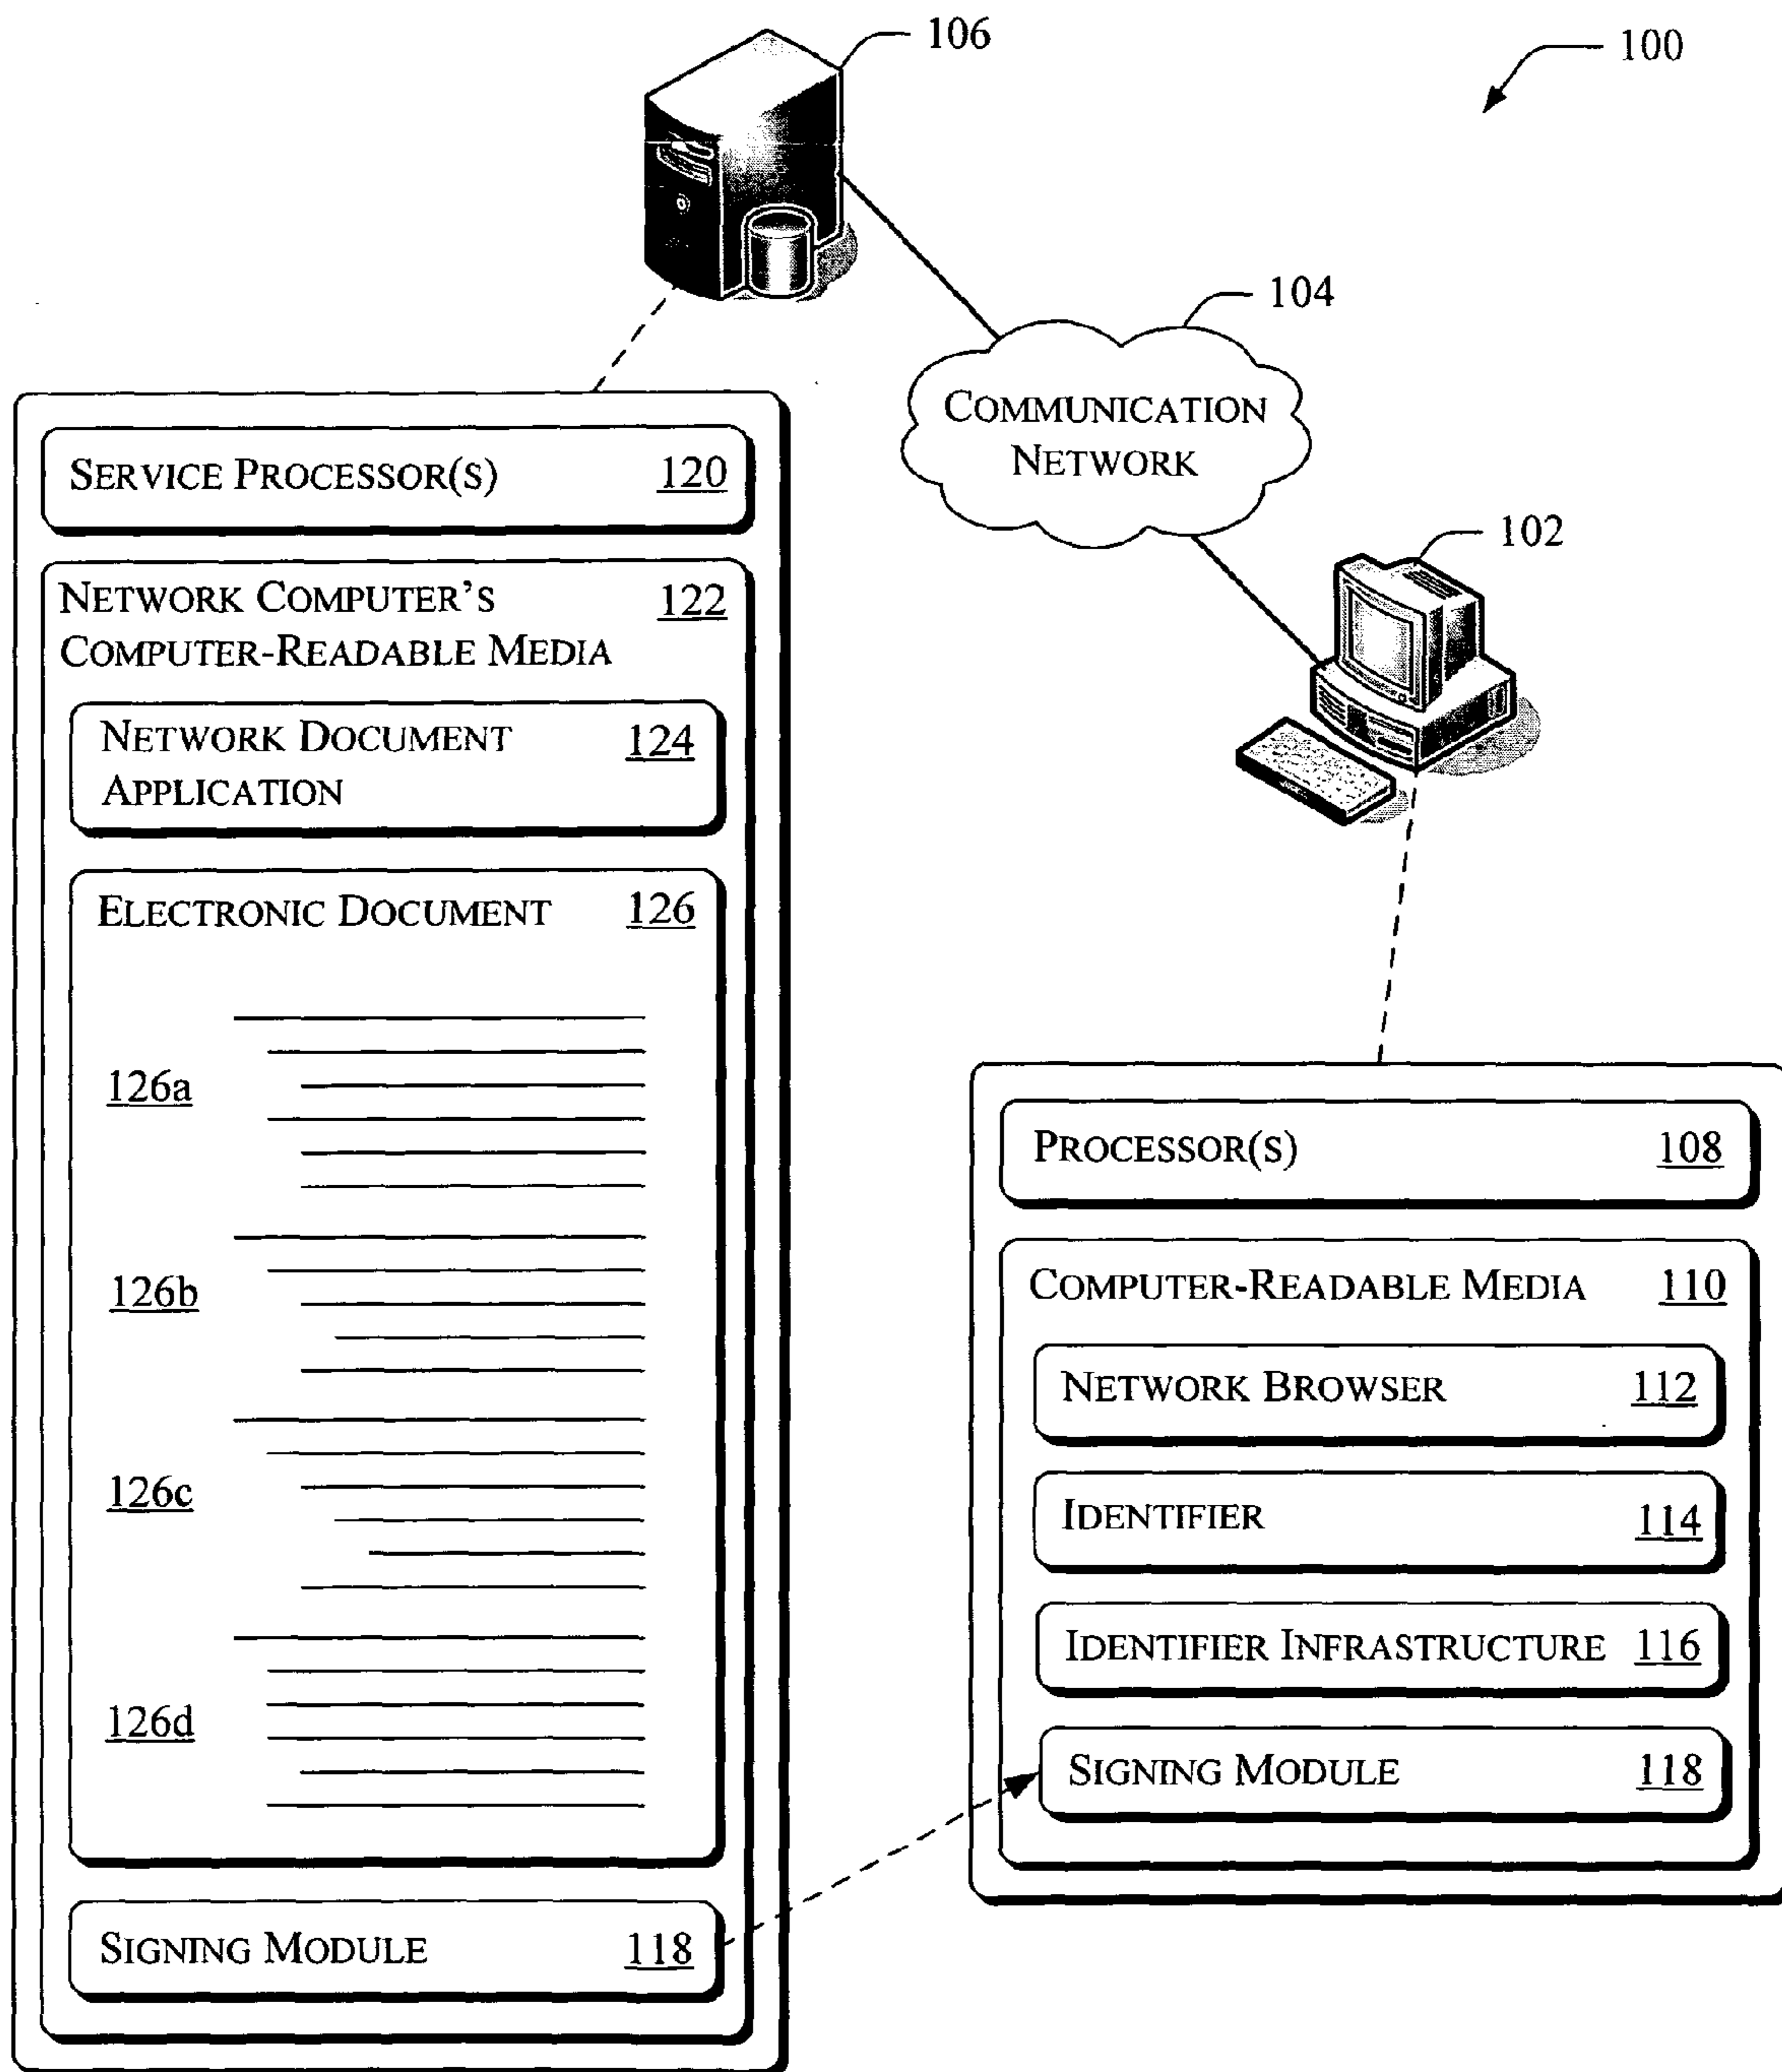 106
100
104
COMMUNICATION
NETWORK
102
SERVICE PROCESSOR(S) 120
NETWORK COMPUTER'S 122
COMPUTER-READABLE MEDIA
NETWORK DOCUMENT 124
APPLICATION
ELECTRONIC DOCUMENT 126
126a
126b
126c
126d
SIGNING MODULE 118
PROCESSOR(S) 108
COMPUTER-READABLE MEDIA 110
NETWORK BROWSER 112
IDENTIFIER 114
IDENTIFIER INFRASTRUCTURE 116
SIGNING MODULE 118